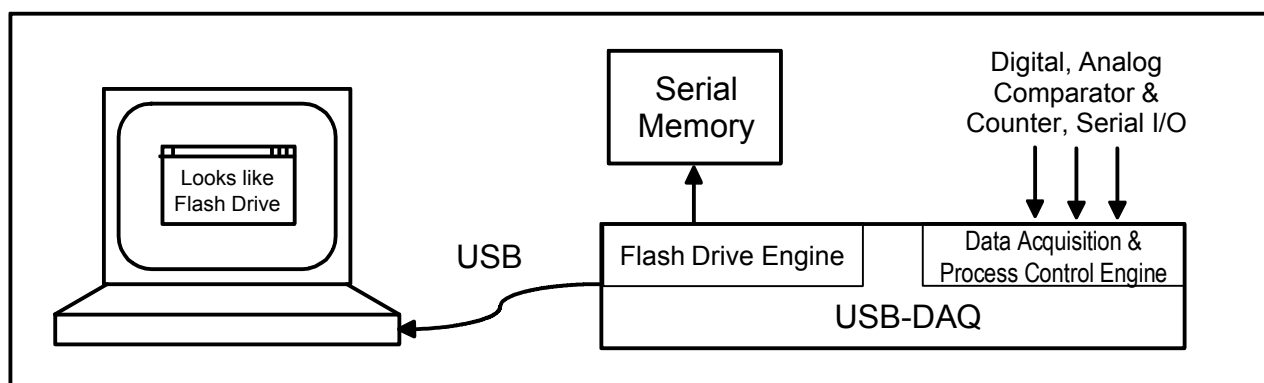 Looks like
Flash Drive
USB
Serial
Memory
Flash Drive Engine
Digital, Analog
Comparator &
Counter, Serial I/O
Data Acquisition &
Process Control Engine
USB-DAQ